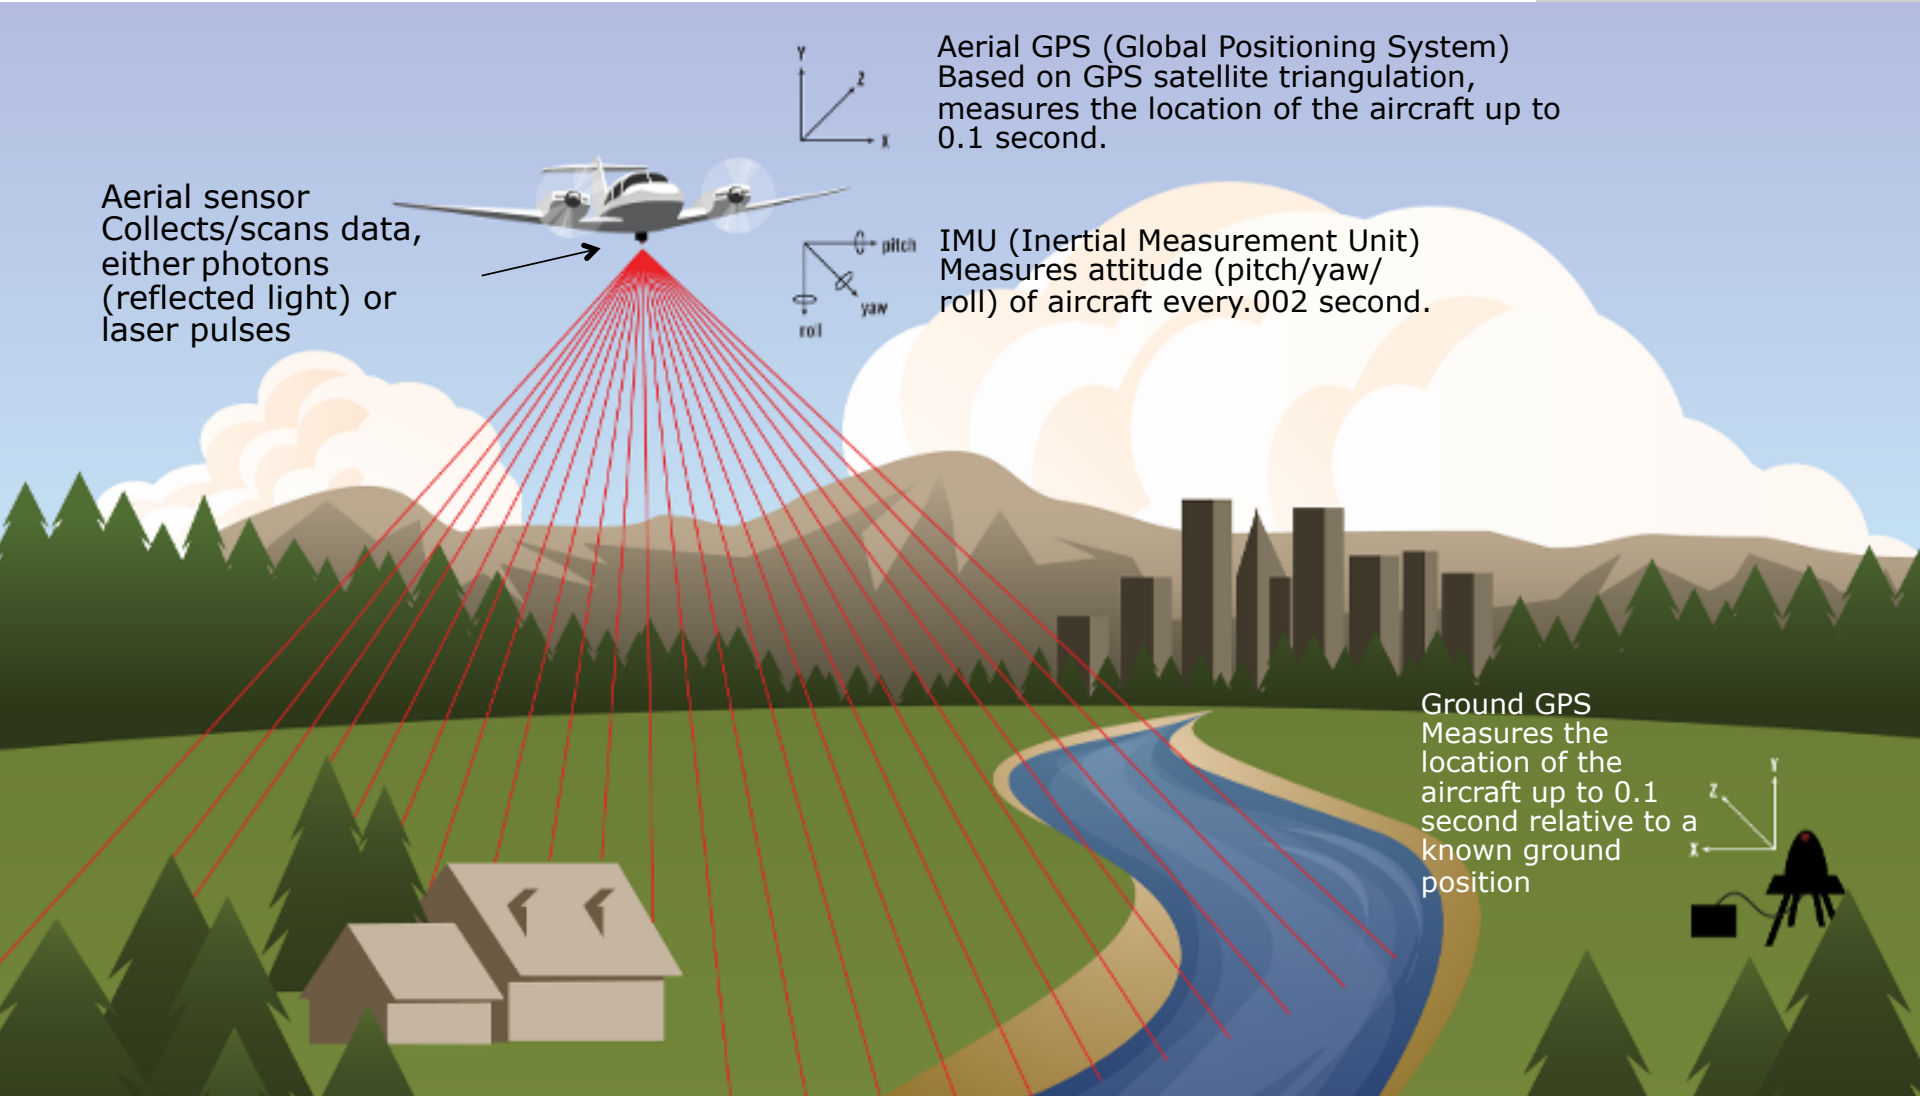 Aerial GPS (Global Positioning System)
Based on GPS satellite triangulation,
measures the location of the aircraft up to
0.1 second.
Y
Z
X
Aerial sensor
Collects/scans data,
either photons
(reflected light) or
laser pulses
IMU (Inertial Measurement Unit)
Measures attitude (pitch/yaw/
roll) of aircraft every.002 second.
pitch
yaw
roll
Ground GPS
Measures the
location of the
aircraft up to 0.1
second relative to a
known ground
position
Y
Z
X